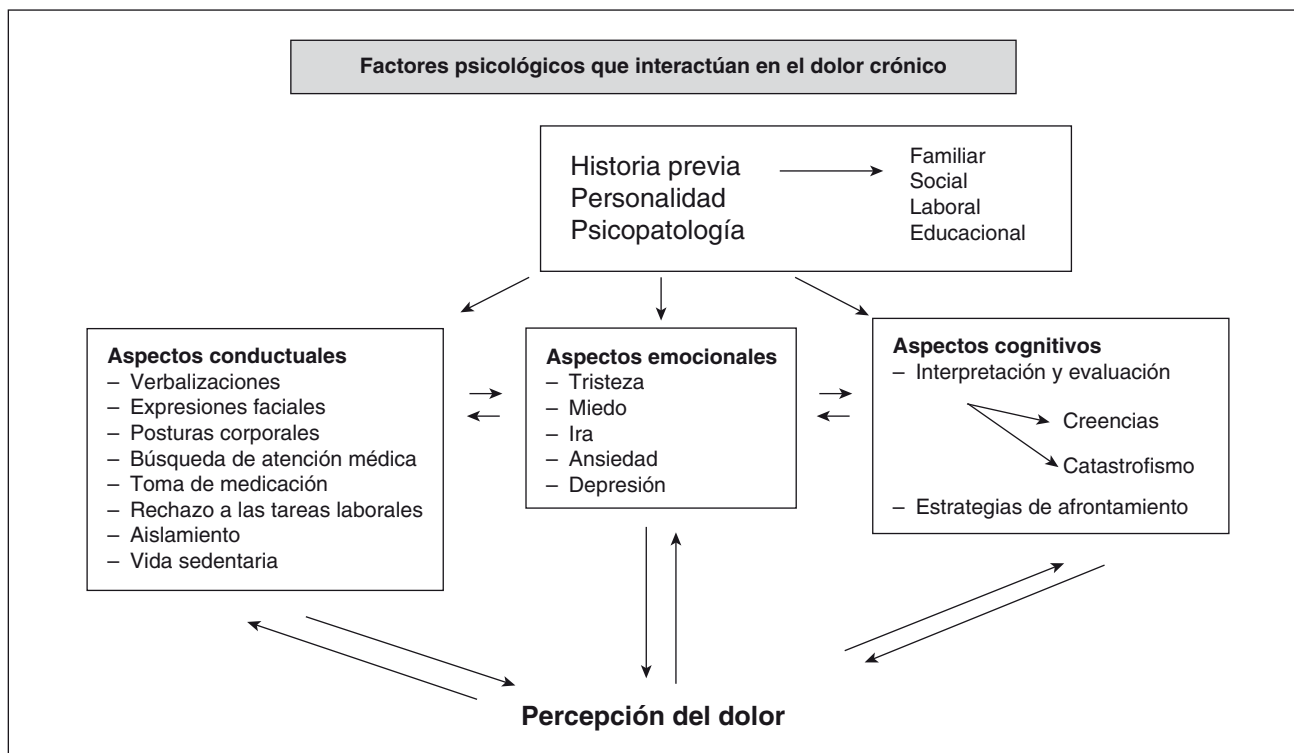 Factores psicológicos que interactúan en el dolor crónico
Historia previa
Personalidad
Psicopatología
Familiar
Social
Laboral
Educacional
Aspectos conductuales
– Verbalizaciones
– Expresiones faciales
– Posturas corporales
– Búsqueda de atención médica
– Toma de medicación
– Rechazo a las tareas laborales
– Aislamiento
– Vida sedentaria
Aspectos emocionales
– Tristeza
– Miedo
– Ira
– Ansiedad
– Depresión
Aspectos cognitivos
– Interpretación y evaluación
Creencias
Catastrofismo
– Estrategias de afrontamiento
Percepción del dolor